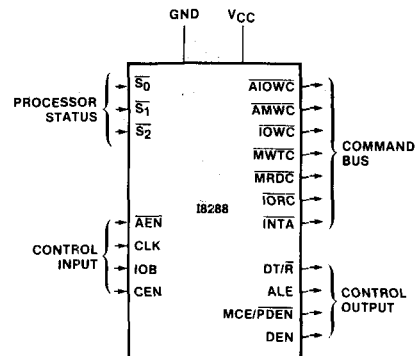 GND VCC
S0
S1
S2
PROCESSOR
STATUS
AIOWC
AMWC
IOWC
MWTC
MRDC
IORC
INTA
COMMAND
BUS
I8288
AEN
CLK
IOB
CEN
CONTROL
INPUT
DT/R
ALE
MCE/PDEN
DEN
CONTROL
OUTPUT